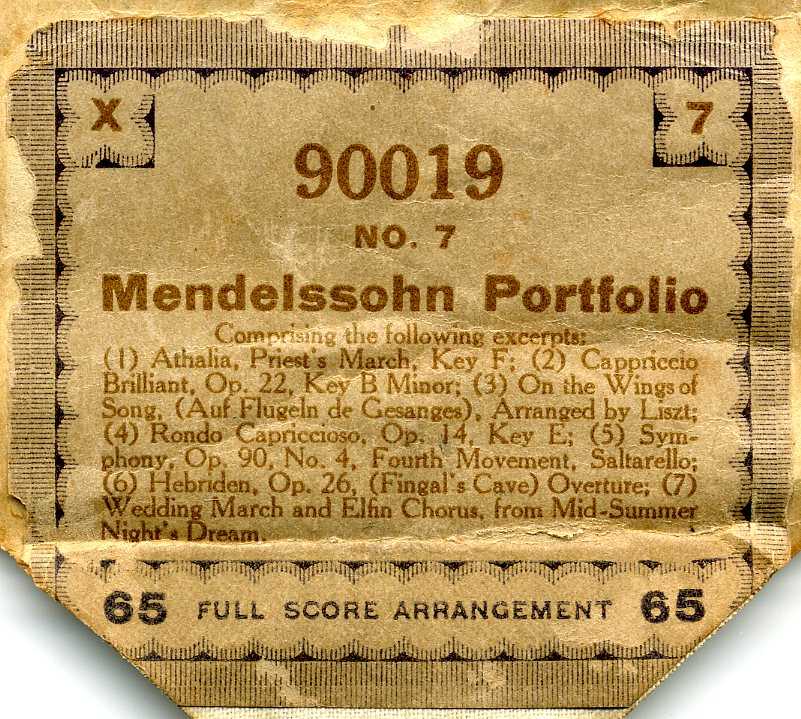 X 7
90019
NO. 7
Mendelssohn Portfolio
Comprising the following excerpts:
(1) Athalia, Priest's March, Key F; (2) Cappriccio
Brilliant, Op. 22, Key B Minor; (3) On the Wings of
Song, (Auf Flugeln de Gesanges), Arranged by Liszt;
(4) Rondo Capriccioso, Op. 14, Key E; (5) Sym-
phony, Op. 90, No. 4, Fourth Movement, Saltarello;
(6) Hebriden, Op. 26, (Fingal's Cave) Overture; (7)
Wedding March and Elfin Chorus, from Mid-Summer
Night's Dream.
65 FULL SCORE ARRANGEMENT 65